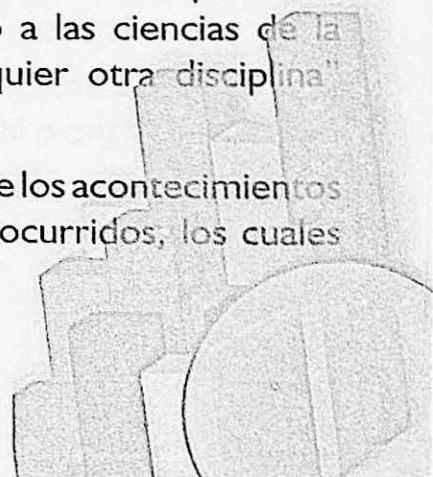 o a las ciencias de la
quier otra disciplina"
e los acontecimientos
ocurridos, los cuales